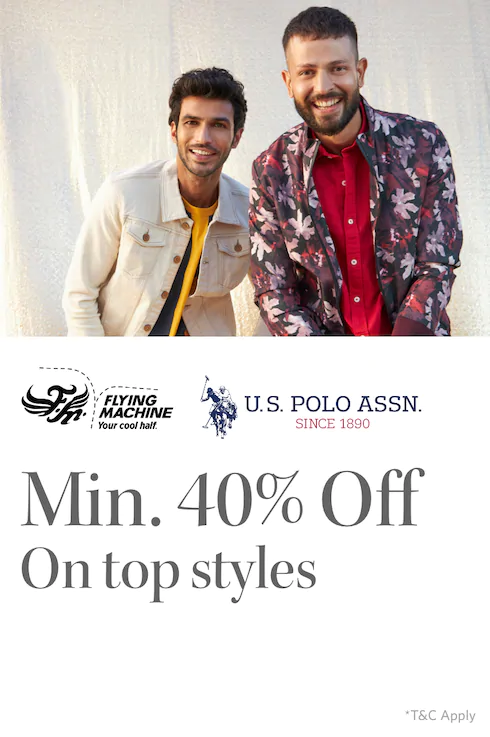 F.m.
FLYING
MACHINE
Your cool half.
U.S. POLO ASSN.
SINCE 1890
Min. 40% Off
On top styles
*T&C Apply